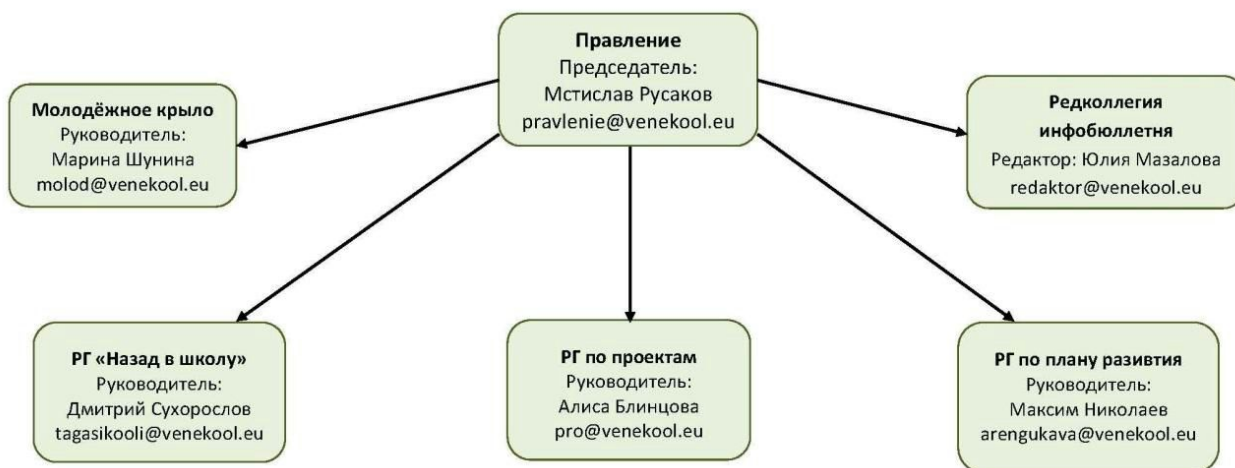 Правление
Председатель:
Мстислав Русаков
pravlenie@venekool.eu
Молодёжное крыло
Руководитель:
Марина Шунина
molod@venekool.eu
Редколлегия
инфобюллетня
Редактор: Юлия Мазалова
redaktor@venekool.eu
РГ «Назад в школу»
Руководитель:
Дмитрий Сухорослов
tagasikooli@venekool.eu
РГ по проектам
Руководитель:
Алиса Блинцова
pro@venekool.eu
РГ по плану разивтия
Руководитель:
Максим Николаев
arengukava@venekool.eu